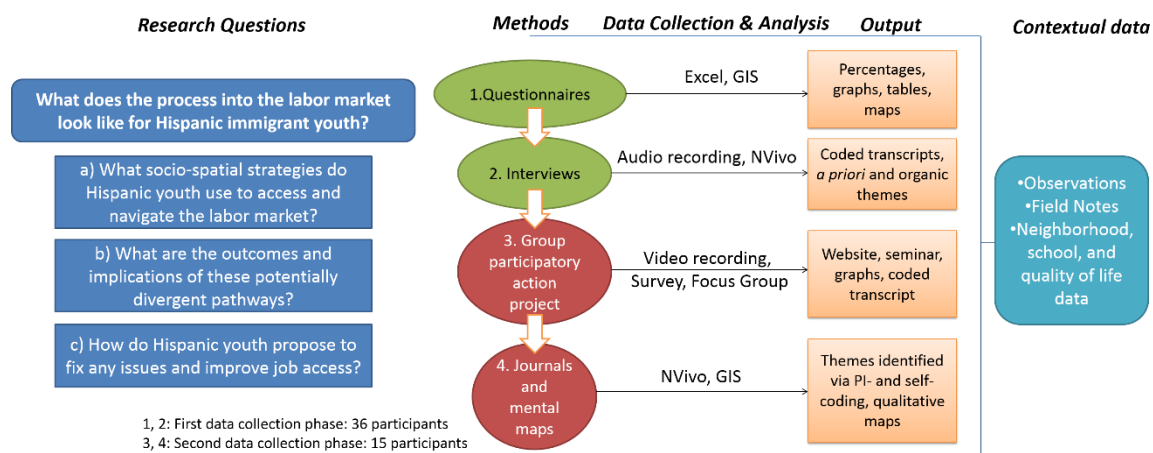 Research Questions
Methods
Data Collection & Analysis
Output
Contextual data
What does the process into the labor market
look like for Hispanic immigrant youth?
a) What socio-spatial strategies do
Hispanic youth use to access and
navigate the labor market?
b) What are the outcomes and
implications of these potentially
divergent pathways?
c) How do Hispanic youth propose to
fix any issues and improve job access?
1, 2: First data collection phase: 36 participants
3, 4: Second data collection phase: 15 participants
1.Questionnaires
Excel, GIS
Percentages,
graphs, tables,
maps
2. Interviews
Audio recording, NVivo
Coded transcripts,
a priori and organic
themes
3. Group
participatory
action
project
Video recording,
Survey, Focus Group
Website, seminar,
graphs, coded
transcript
4. Journals
and
mental
maps
NVivo, GIS
Themes identified
via PI- and self-
coding, qualitative
maps
•Observations
•Field Notes
•Neighborhood,
school, and
quality of life
data